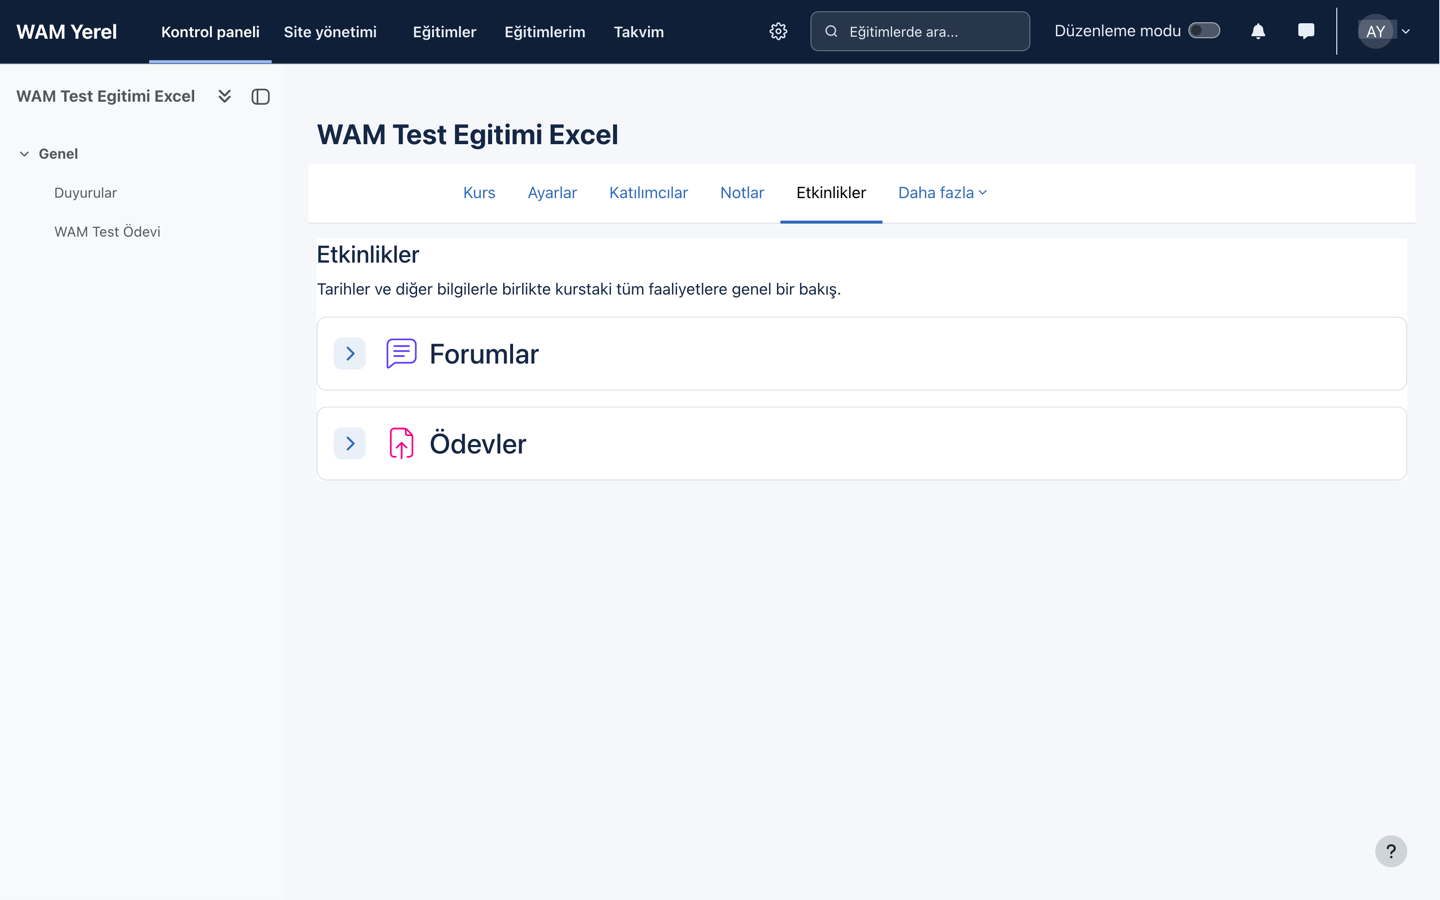 WAM Yerel
Kontrol paneli
Site yönetimi
Eğitimler
Eğitimlerim
Takvim
Eğitimlerde ara...
Düzenleme modu
AY
WAM Test Egitimi Excel
Genel
Duyurular
WAM Test Ödevi
WAM Test Egitimi Excel
Kurs
Ayarlar
Katılımcılar
Notlar
Etkinlikler
Daha fazla
Etkinlikler
Tarihler ve diğer bilgilerle birlikte kurstaki tüm faaliyetlere genel bir bakış.
Forumlar
Ödevler
?